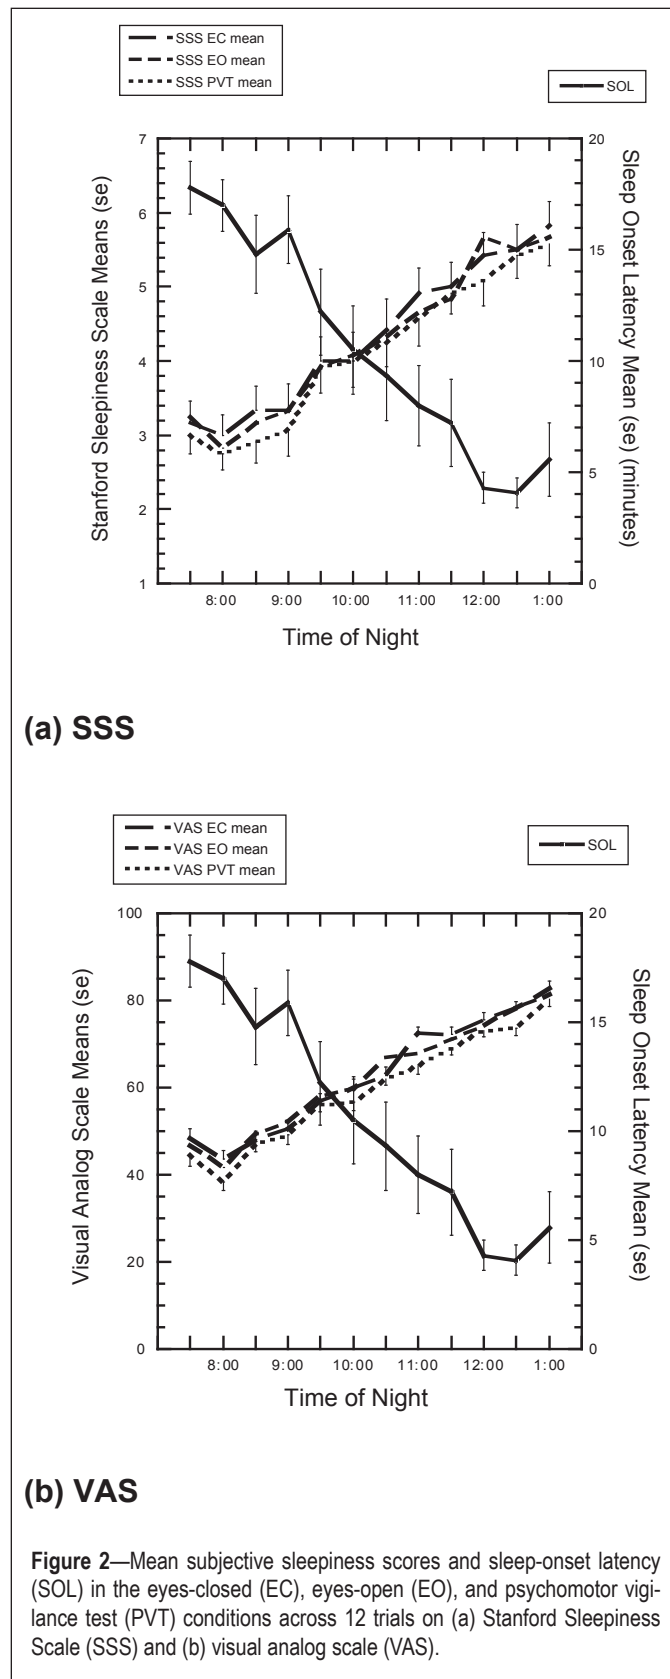 SSS EC mean
SSS EO mean
SSS PVT mean
SOL
7
6
5
4
3
2
1
Stanford Sleepiness Scale Means (se)
20
15
10
5
0
Sleep Onset Latency Mean (se) (minutes)
8:00 9:00 10:00 11:00 12:00 1:00
Time of Night
(a) SSS
VAS EC mean
VAS EO mean
VAS PVT mean
SOL
100
80
60
40
20
0
Visual Analog Scale Means (se)
20
15
10
5
0
Sleep Onset Latency Mean (se)
8:00 9:00 10:00 11:00 12:00 1:00
Time of Night
(b) VAS
Figure 2—Mean subjective sleepiness scores and sleep-onset latency
(SOL) in the eyes-closed (EC), eyes-open (EO), and psychomotor vigi-
lance test (PVT) conditions across 12 trials on (a) Stanford Sleepiness
Scale (SSS) and (b) visual analog scale (VAS).